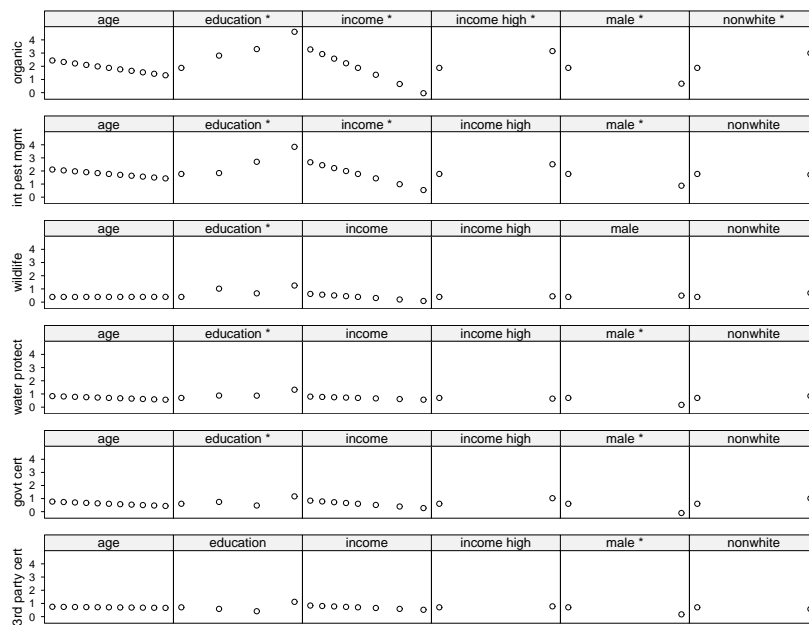 age education * income * income high * male * nonwhite *
organic
4
3
2
1
0
age education * income * income high male * nonwhite
int pest mgmt
4
3
2
1
0
age education * income income high male nonwhite
wildlife
4
3
2
1
0
age education * income income high male * nonwhite
water protect
4
3
2
1
0
age education * income income high male * nonwhite
govt cert
4
3
2
1
0
age education income income high male * nonwhite
3rd party cert
4
3
2
1
0